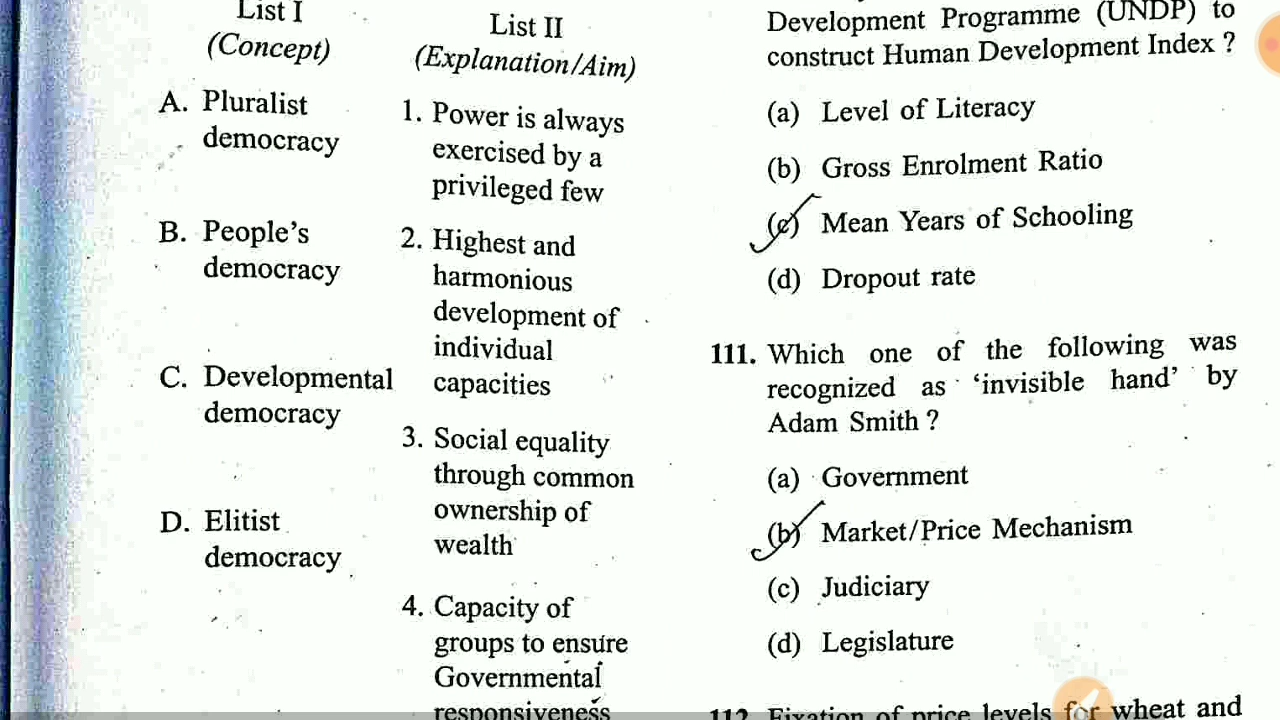 List I
(Concept)
List II
(Explanation/Aim)
A. Pluralist
democracy
1. Power is always
exercised by a
privileged few
B. People's
democracy
2. Highest and
harmonious
development of
individual
capacities
C. Developmental
democracy
3. Social equality
through common
ownership of
wealth
D. Elitist
democracy
4. Capacity of
groups to ensure
Governmental
responsiveness
Development Programme (UNDP) to
construct Human Development Index ?
(a) Level of Literacy
(b) Gross Enrolment Ratio
(c) Mean Years of Schooling
(d) Dropout rate
111. Which one of the following was
recognized as 'invisible hand' by
Adam Smith ?
(a) Government
(b) Market/Price Mechanism
(c) Judiciary
(d) Legislature
112. Fixation of price levels for wheat and